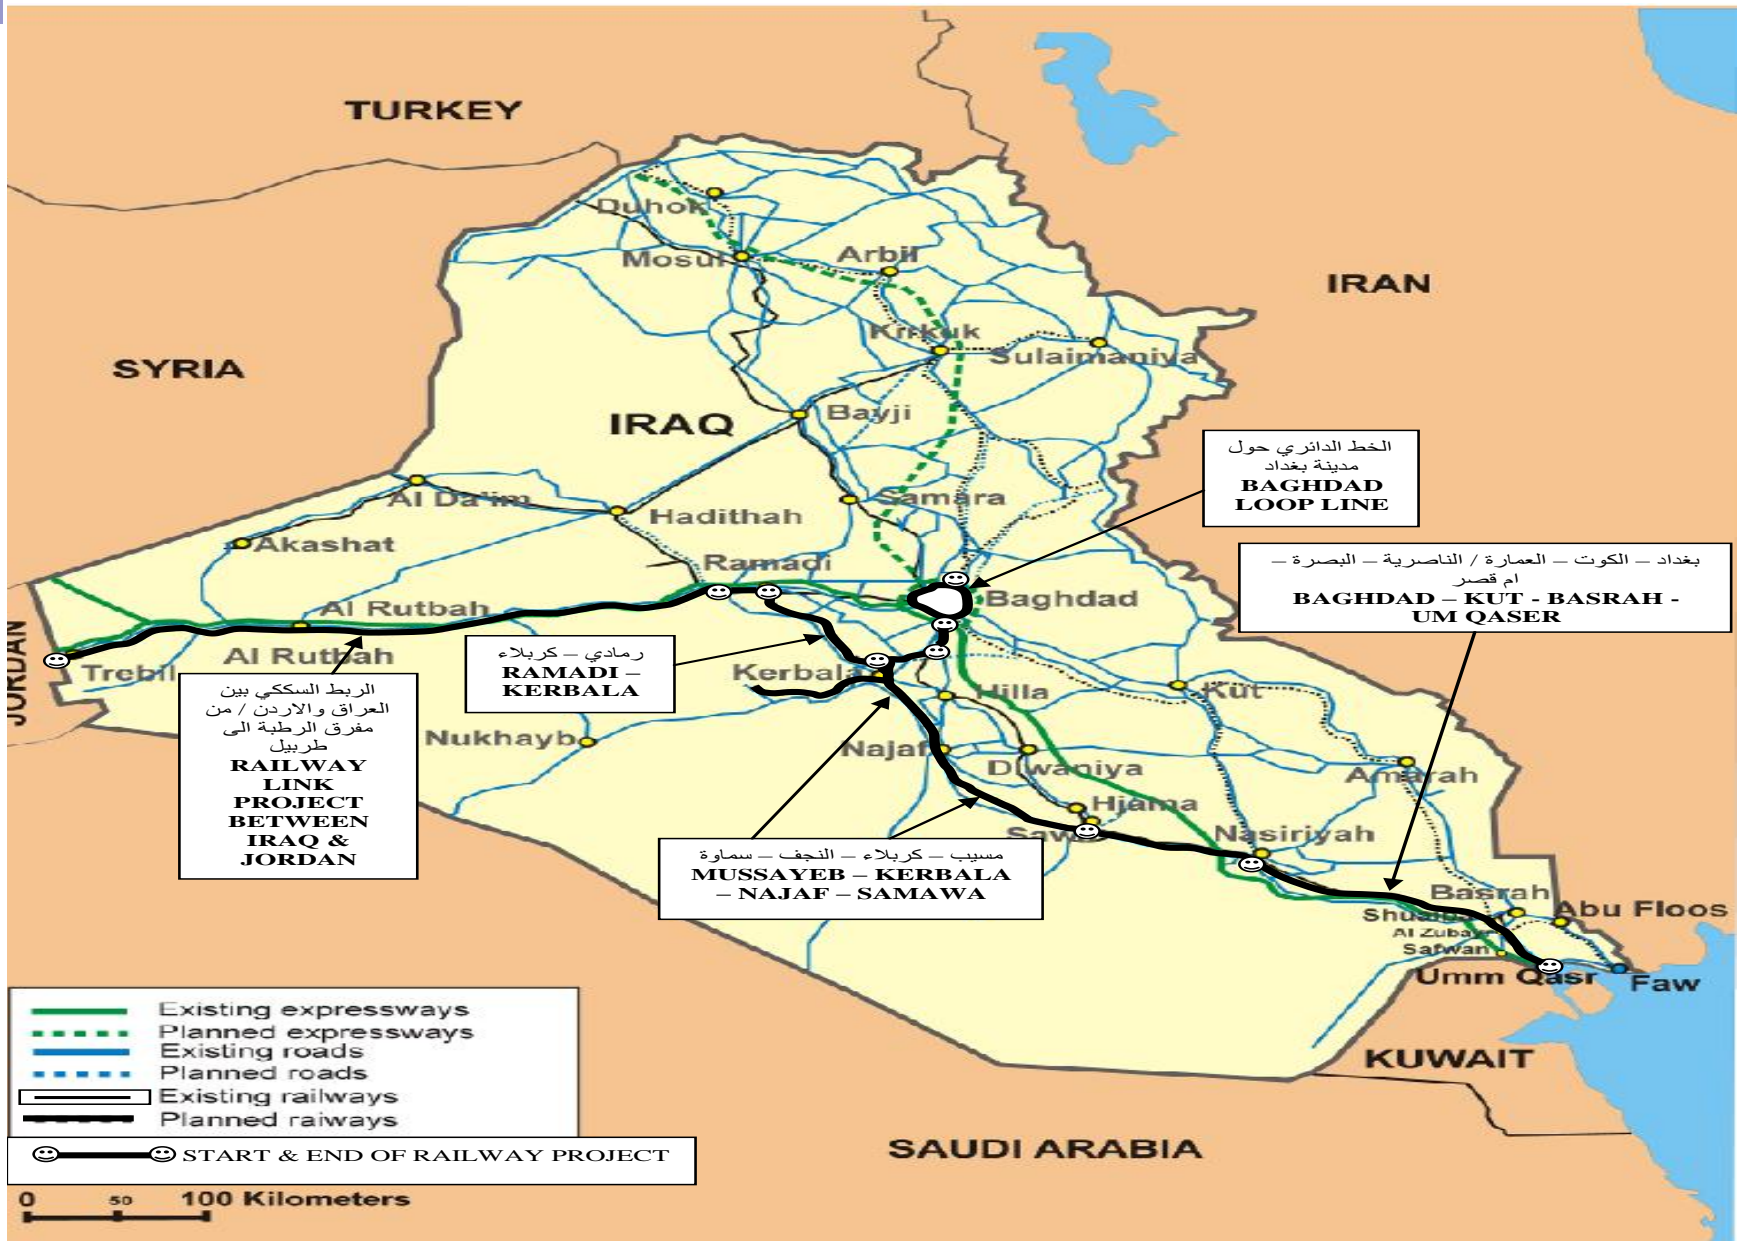 TURKEY
Duhok
Mosul
Arbil
IRAN
Kirkuk
Sulaimaniya
SYRIA
IRAQ
Bayji
الخط الدائري حول
مدينة بغداد
BAGHDAD
LOOP LINE
Al Da'im
Samara
Hadithah
Akashat
Ramadi
بغداد – الكوت – العمارة / الناصرية – البصرة –
ام قصر
BAGHDAD – KUT - BASRAH -
UM QASER
Al Rutbah
Baghdad
JORDAN
Trebil
Al Rutbah
رمادي – كربلاء
RAMADI –
KERBALA
Kerbala
Hilla
Kut
الربط السككي بين
العراق والاردن / من
مفرق الرطبة الى
طربيل
RAILWAY
LINK
PROJECT
BETWEEN
IRAQ &
JORDAN
Nukhayb
Najaf
Diwaniya
Amarah
Hjama
Nasiriyah
مسيب – كربلاء – النجف – سماوة
MUSSAYEB – KERBALA
– NAJAF – SAMAWA
Basrah
Abu Floos
Al Zubay
Safwan
Umm Qasr
Faw
KUWAIT
SAUDI ARABIA
Existing expressways
Planned expressways
Existing roads
Planned roads
Existing railways
Planned raiways
START & END OF RAILWAY PROJECT
0 50 100 Kilometers